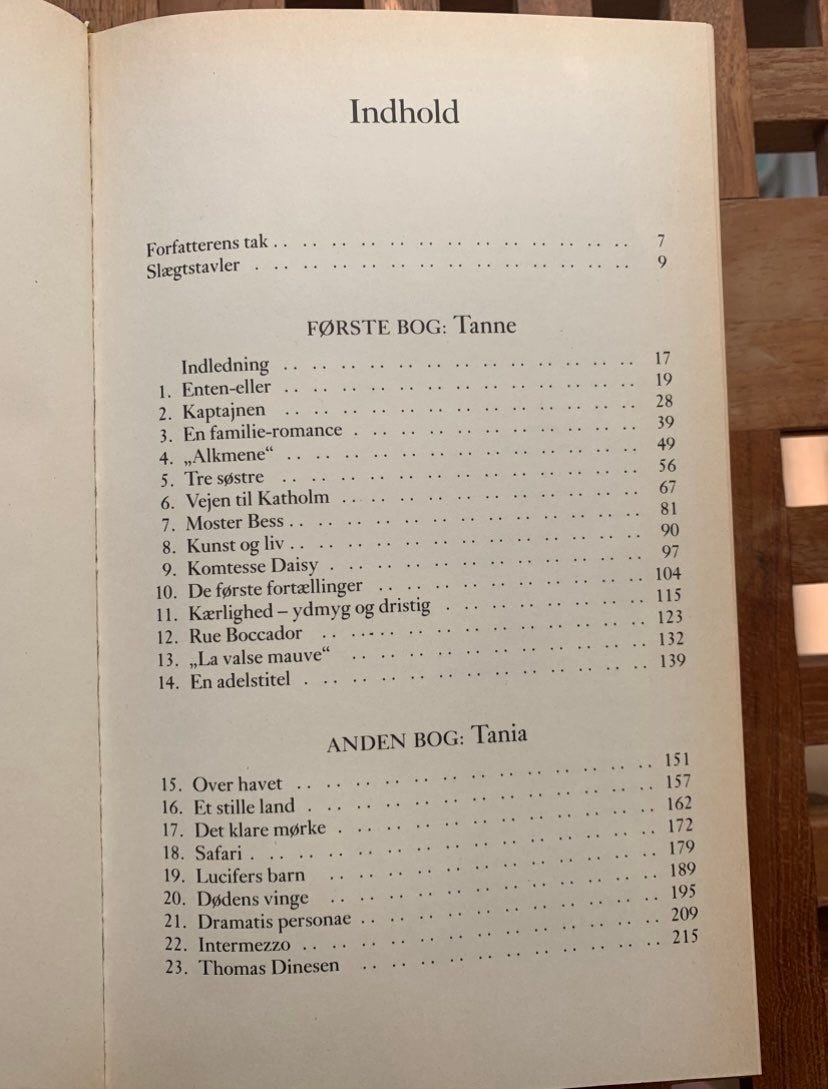 Indhold
Forfatterens tak . . . . . . . . . . . . . . . . . . . . . . . . . . 7
Slægtstavler . . . . . . . . . . . . . . . . . . . . . . . . . . . 9
FØRSTE BOG: Tanne
Indledning . . . . . . . . . . . . . . . . . . . . . . . . 17
1. Enten-eller . . . . . . . . . . . . . . . . . . . . . . . . 19
2. Kaptajnen . . . . . . . . . . . . . . . . . . . . . . . . 28
3. En familie-romance . . . . . . . . . . . . . . . . . . . 39
4. „Alkmene“ . . . . . . . . . . . . . . . . . . . . . . . . 49
5. Tre søstre . . . . . . . . . . . . . . . . . . . . . . . . 56
6. Vejen til Katholm . . . . . . . . . . . . . . . . . . . . 67
7. Moster Bess . . . . . . . . . . . . . . . . . . . . . . . 81
8. Kunst og liv . . . . . . . . . . . . . . . . . . . . . . . 90
9. Komtesse Daisy . . . . . . . . . . . . . . . . . . . . . 97
10. De første fortællinger . . . . . . . . . . . . . . . . . . 104
11. Kærlighed – ydmyg og dristig . . . . . . . . . . . . . 115
12. Rue Boccador . . . . . . . . . . . . . . . . . . . . . . 123
13. „La valse mauve“ . . . . . . . . . . . . . . . . . . . . 132
14. En adelstitel . . . . . . . . . . . . . . . . . . . . . . . 139
ANDEN BOG: Tania
15. Over havet . . . . . . . . . . . . . . . . . . . . . . . . 151
16. Et stille land . . . . . . . . . . . . . . . . . . . . . . . 157
17. Det klare mørke . . . . . . . . . . . . . . . . . . . . . 162
18. Safari . . . . . . . . . . . . . . . . . . . . . . . . . . . 172
19. Lucifers barn . . . . . . . . . . . . . . . . . . . . . . 179
20. Dødens vinge . . . . . . . . . . . . . . . . . . . . . . 189
21. Dramatis personae . . . . . . . . . . . . . . . . . . . . 195
22. Intermezzo . . . . . . . . . . . . . . . . . . . . . . . . 209
23. Thomas Dinesen . . . . . . . . . . . . . . . . . . . . . 215